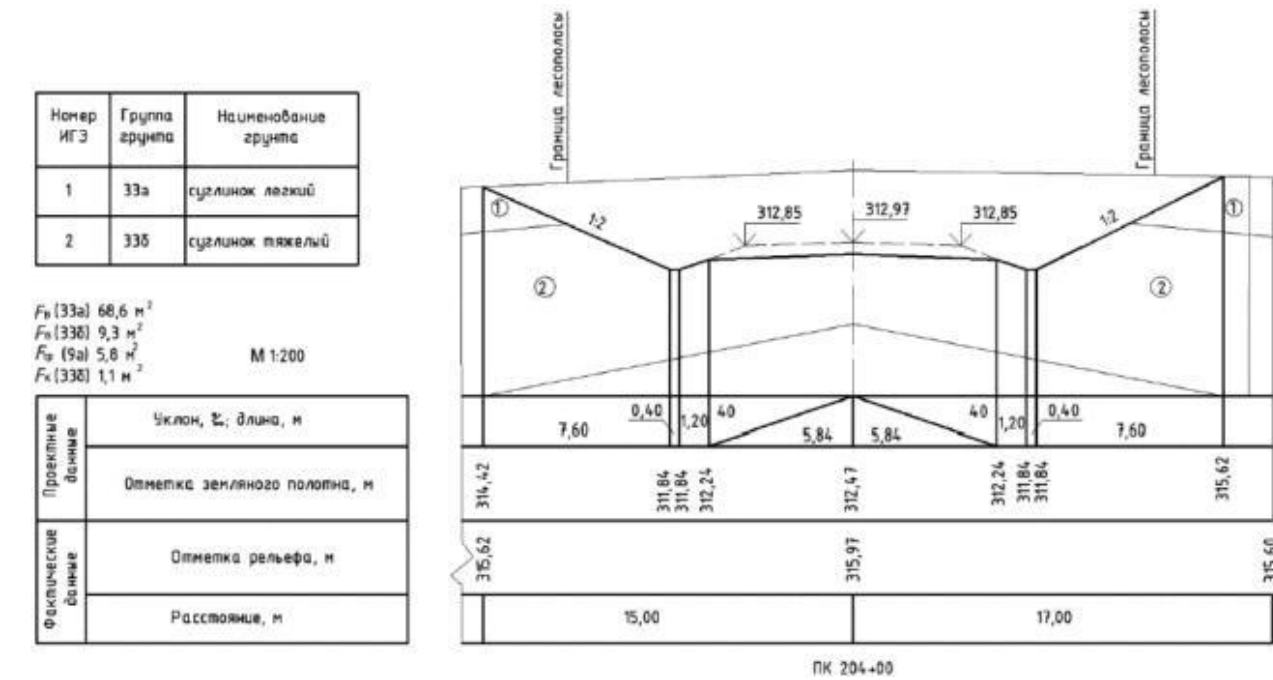 Граница лесополосы
Граница лесополосы
Номер ИГЭ
Группа грунта
Наименование грунта
1
33а
суглинок легкий
2
33б
суглинок тяжелый
1
1:2
312,85
312,97
312,85
1:2
1
2
2
Fв (33а) 68,6 м²
Fп (33б) 9,3 м²
(9а) 5,8 м²
Fк (33б) 1,1 м²
М 1:200
Проектные данные
Уклон, ‰; длина, м
7,60
0,40
1,20
40
5,84
5,84
40
1,20
0,40
7,60
Отметка земляного полотна, м
314,42
311,84
311,84
312,24
312,47
312,24
311,84
311,84
315,62
Фактические данные
Отметка рельефа, м
315,62
315,97
315,60
Расстояние, м
15,00
17,00
ПК 204+00